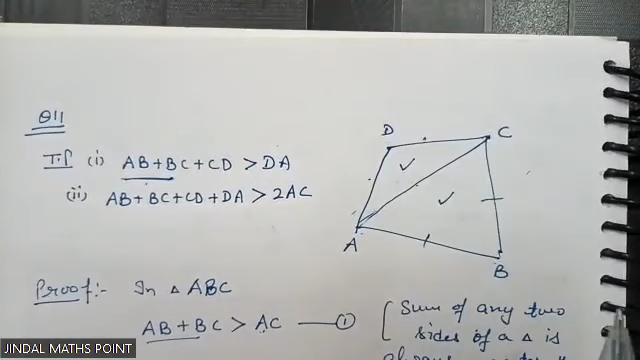 Q11
T.P (i) AB+BC+CD > DA
(ii) AB+BC+CD+DA > 2AC
D
C
A
B
Proof:- In △ ABC
AB+BC > AC —— ①
[Sum of any two
sides of a △ is
always
JINDAL MATHS POINT